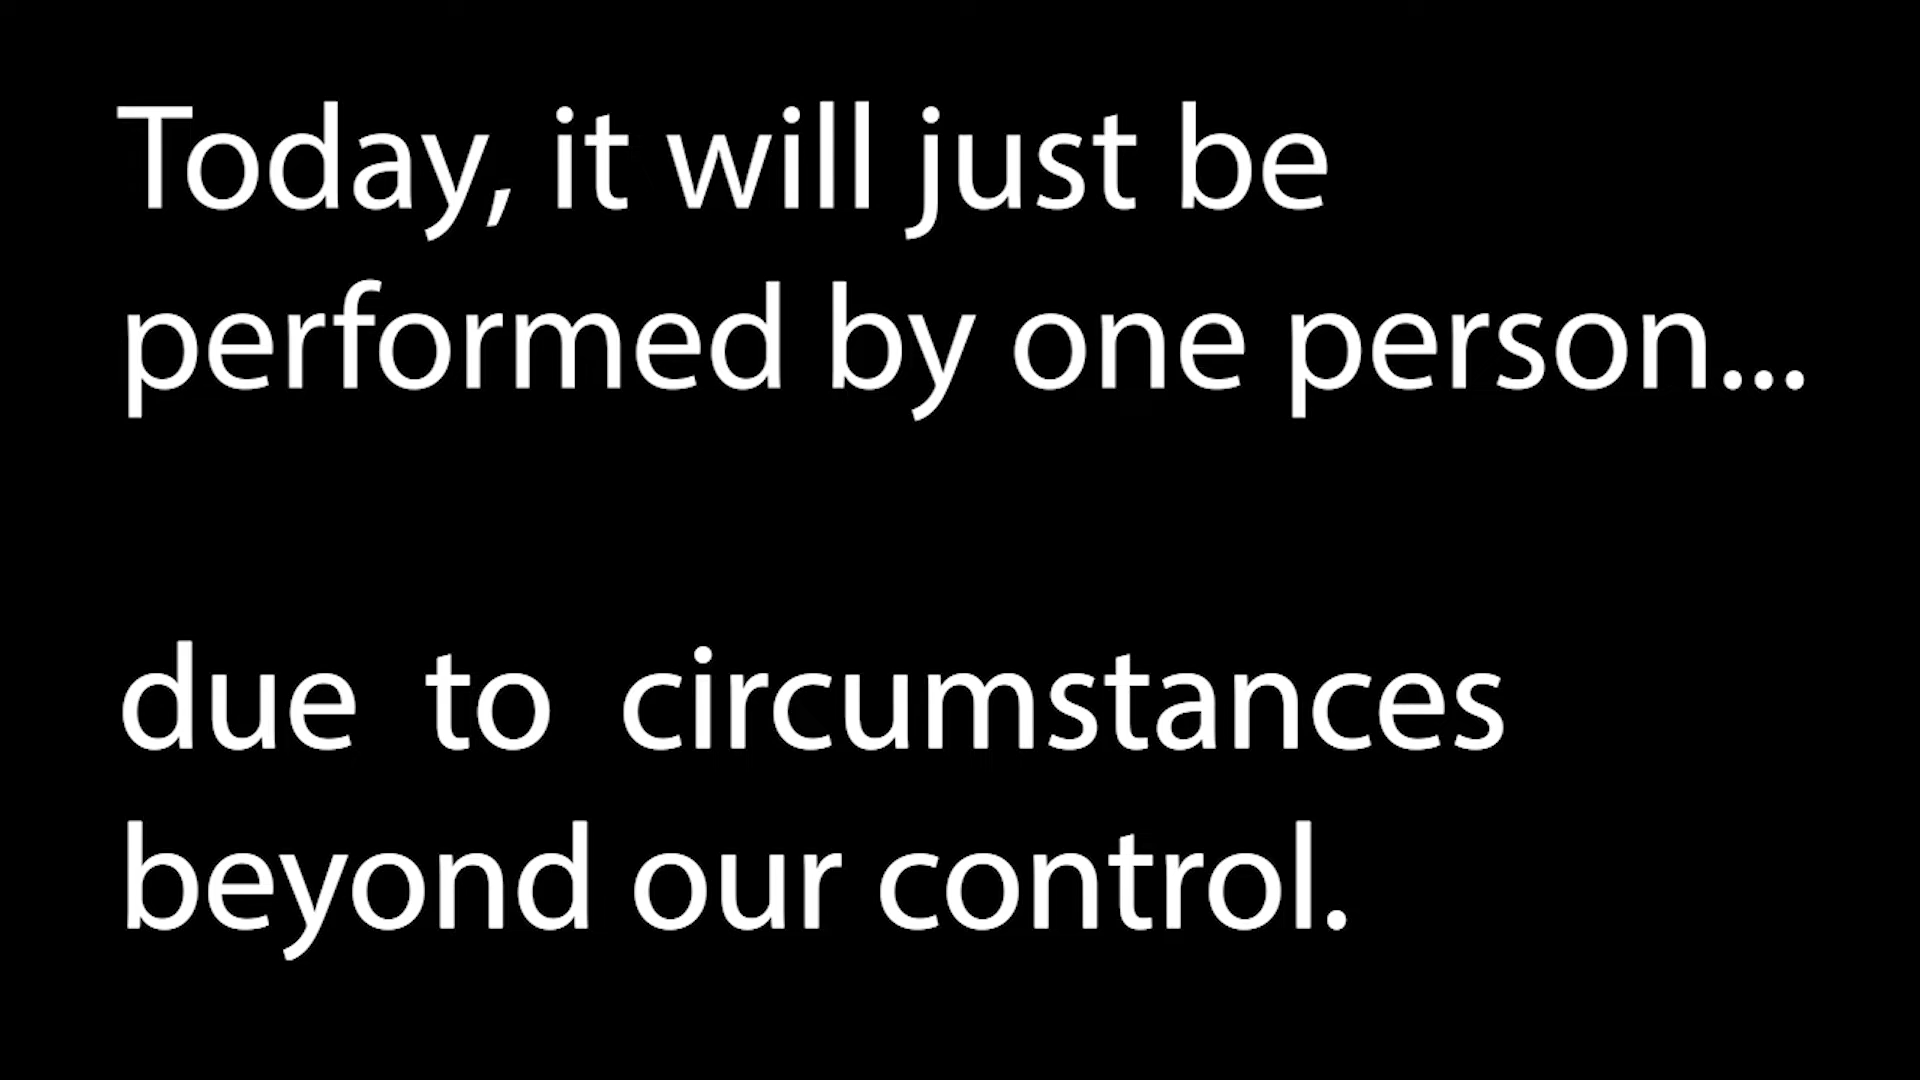 Today, it will just be
performed by one person...
due to circumstances
beyond our control.